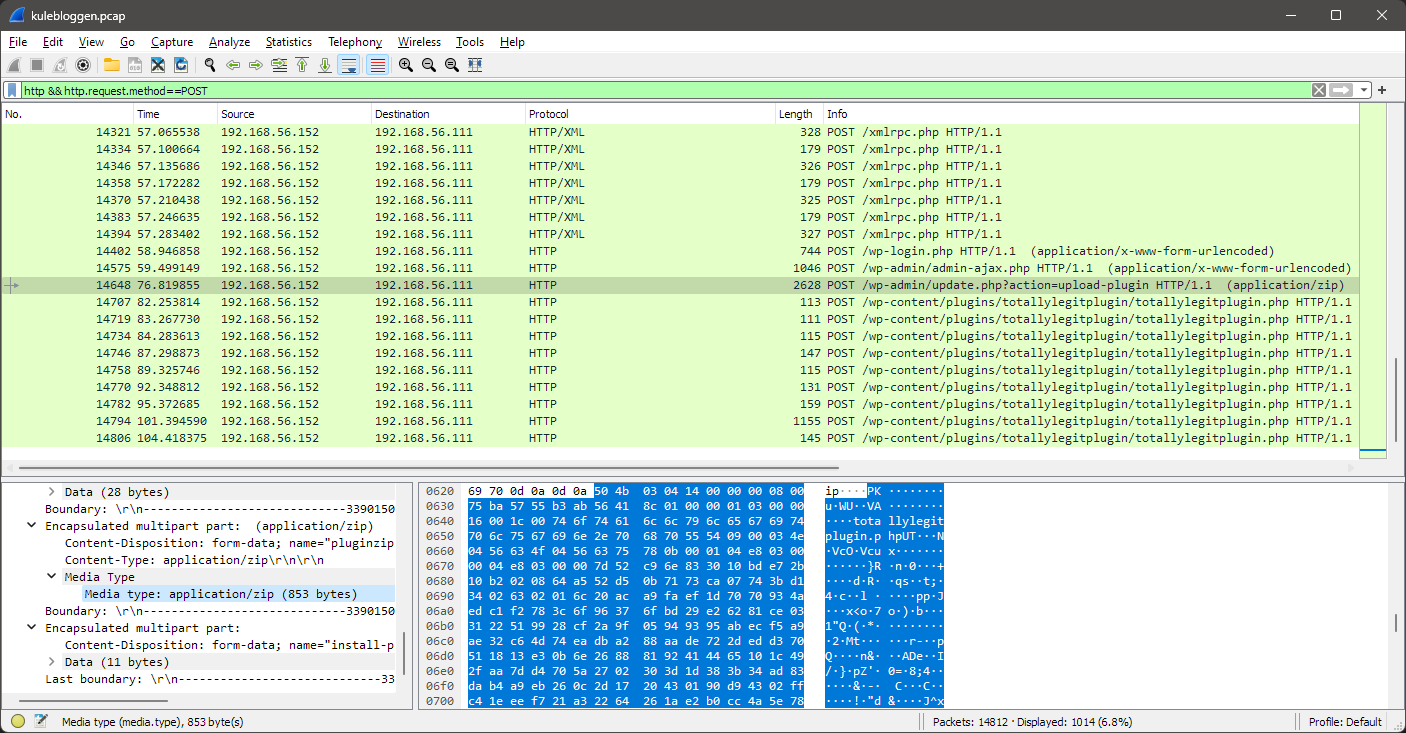 kulebloggen.pcap
File Edit View Go Capture Analyze Statistics Telephony Wireless Tools Help
http && http.request.method==POST
No. Time Source Destination Protocol Length Info
14321 57.065538 192.168.56.152 192.168.56.111 HTTP/XML 328 POST /xmlrpc.php HTTP/1.1
14334 57.100664 192.168.56.152 192.168.56.111 HTTP/XML 179 POST /xmlrpc.php HTTP/1.1
14346 57.135686 192.168.56.152 192.168.56.111 HTTP/XML 326 POST /xmlrpc.php HTTP/1.1
14358 57.172282 192.168.56.152 192.168.56.111 HTTP/XML 179 POST /xmlrpc.php HTTP/1.1
14370 57.210438 192.168.56.152 192.168.56.111 HTTP/XML 325 POST /xmlrpc.php HTTP/1.1
14383 57.246635 192.168.56.152 192.168.56.111 HTTP/XML 179 POST /xmlrpc.php HTTP/1.1
14394 57.283402 192.168.56.152 192.168.56.111 HTTP/XML 327 POST /xmlrpc.php HTTP/1.1
14402 58.946858 192.168.56.152 192.168.56.111 HTTP 744 POST /wp-login.php HTTP/1.1 (application/x-www-form-urlencoded)
14575 59.499149 192.168.56.152 192.168.56.111 HTTP 1046 POST /wp-admin/admin-ajax.php HTTP/1.1 (application/x-www-form-urlencoded)
14648 76.819855 192.168.56.152 192.168.56.111 HTTP 2628 POST /wp-admin/update.php?action=upload-plugin HTTP/1.1 (application/zip)
14707 82.253814 192.168.56.152 192.168.56.111 HTTP 113 POST /wp-content/plugins/totallylegitplugin/totallylegitplugin.php HTTP/1.1
14719 83.267730 192.168.56.152 192.168.56.111 HTTP 111 POST /wp-content/plugins/totallylegitplugin/totallylegitplugin.php HTTP/1.1
14734 84.283613 192.168.56.152 192.168.56.111 HTTP 115 POST /wp-content/plugins/totallylegitplugin/totallylegitplugin.php HTTP/1.1
14746 87.298873 192.168.56.152 192.168.56.111 HTTP 147 POST /wp-content/plugins/totallylegitplugin/totallylegitplugin.php HTTP/1.1
14758 89.325746 192.168.56.152 192.168.56.111 HTTP 115 POST /wp-content/plugins/totallylegitplugin/totallylegitplugin.php HTTP/1.1
14770 92.348812 192.168.56.152 192.168.56.111 HTTP 131 POST /wp-content/plugins/totallylegitplugin/totallylegitplugin.php HTTP/1.1
14782 95.372685 192.168.56.152 192.168.56.111 HTTP 159 POST /wp-content/plugins/totallylegitplugin/totallylegitplugin.php HTTP/1.1
14794 101.394590 192.168.56.152 192.168.56.111 HTTP 1155 POST /wp-content/plugins/totallylegitplugin/totallylegitplugin.php HTTP/1.1
14806 104.418375 192.168.56.152 192.168.56.111 HTTP 145 POST /wp-content/plugins/totallylegitplugin/totallylegitplugin.php HTTP/1.1
Data (28 bytes)
Boundary: \r\n-----------------------------3390150
Encapsulated multipart part: (application/zip)
Content-Disposition: form-data; name="pluginzip
Content-Type: application/zip\r\n\r\n
Media Type
Media type: application/zip (853 bytes)
Boundary: \r\n-----------------------------3390150
Encapsulated multipart part:
Content-Disposition: form-data; name="install-p
Data (11 bytes)
Last boundary: \r\n-----------------------------33
0620 69 70 0d 0a 0d 0a 50 4b 03 04 14 00 00 00 08 00 ip····PK ········
0630 75 ba 57 55 b3 ab 56 41 8c 01 00 00 01 03 00 00 u·WU··VA ········
0640 16 00 1c 00 74 6f 74 61 6c 6c 79 6c 65 67 69 74 ····tota llylegit
0650 70 6c 75 67 69 6e 2e 70 68 70 55 54 09 00 03 4e plugin.p hpUT···N
0660 04 56 63 4f 04 56 63 75 78 0b 00 01 04 e8 03 00 ·VcO·Vcu x·······
0670 00 04 e8 03 00 00 7d 52 c9 6e 83 30 10 bd e7 2b ······}R ·n·0···+
0680 10 b2 02 08 64 a5 52 d5 0b 71 73 ca 07 74 3b d1 ····d·R· ·qs··t;·
0690 34 02 63 02 01 6c 20 ac a9 fa ef 1d 70 70 93 4a 4·c··l · ····pp·J
06a0 ed c1 f2 78 3c 6f 96 37 6f bd 29 e2 62 81 ce 03 ···x<o·7 o·)·b···
06b0 31 22 51 99 28 cf 2a 9f 05 94 93 95 ab ec f5 a9 1"Q·(·*· ········
06c0 ae 32 c6 4d 74 ea db a2 88 aa de 72 2d ed d3 70 ·2·Mt··· ···r-··p
06d0 51 18 13 e3 0b 6e 26 88 81 92 41 44 65 10 1c 49 Q····n&· ··ADe··I
06e0 2f aa 7d d4 70 5a 27 02 30 3d 1d 38 3b 34 ad 83 /·}·pZ'· 0=·8;4··
06f0 da b4 a9 eb 26 0c 2d 17 20 43 01 90 d9 43 02 ff ····&·-· C···C··
0700 c4 1e ee f7 21 a3 22 64 26 1a e2 b0 cc 4a 5e 78 ····!·"d &····J^x
Media type (media.type), 853 byte(s)
Packets: 14812 · Displayed: 1014 (6.8%)
Profile: Default